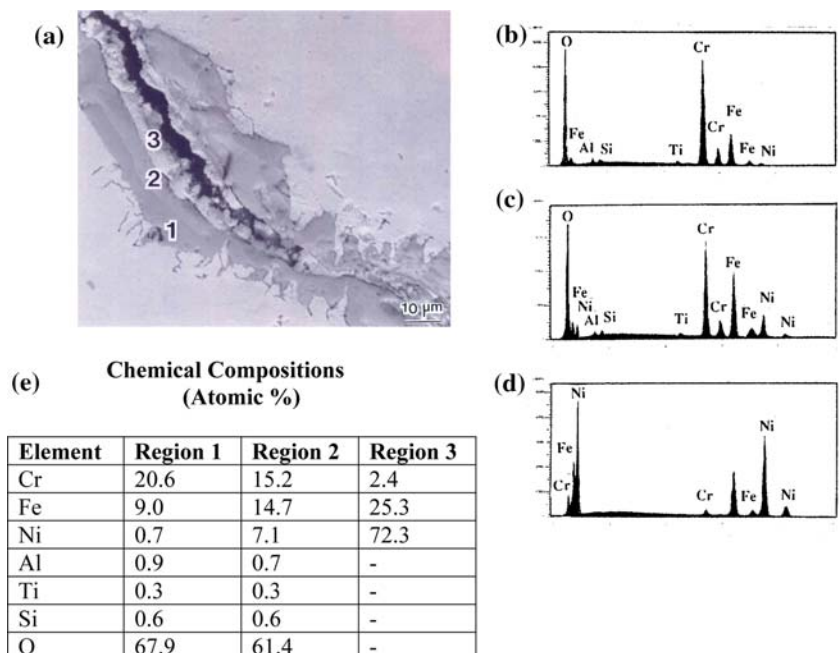 (a)
3
2
1
10 µm
(b)
O
Fe
Al Si
Ti
Cr
Cr
Fe
Fe
Ni
(c)
O
Fe
Ni
Al
Si
Ti
Cr
Cr
Fe
Fe
Ni
Ni
(d)
Ni
Fe
Cr
Cr
Fe
Ni
Ni
(e)
Chemical Compositions
(Atomic %)
Element Region 1 Region 2 Region 3
Cr 20.6 15.2 2.4
Fe 9.0 14.7 25.3
Ni 0.7 7.1 72.3
Al 0.9 0.7 -
Ti 0.3 0.3 -
Si 0.6 0.6 -
O 67.9 61.4 -